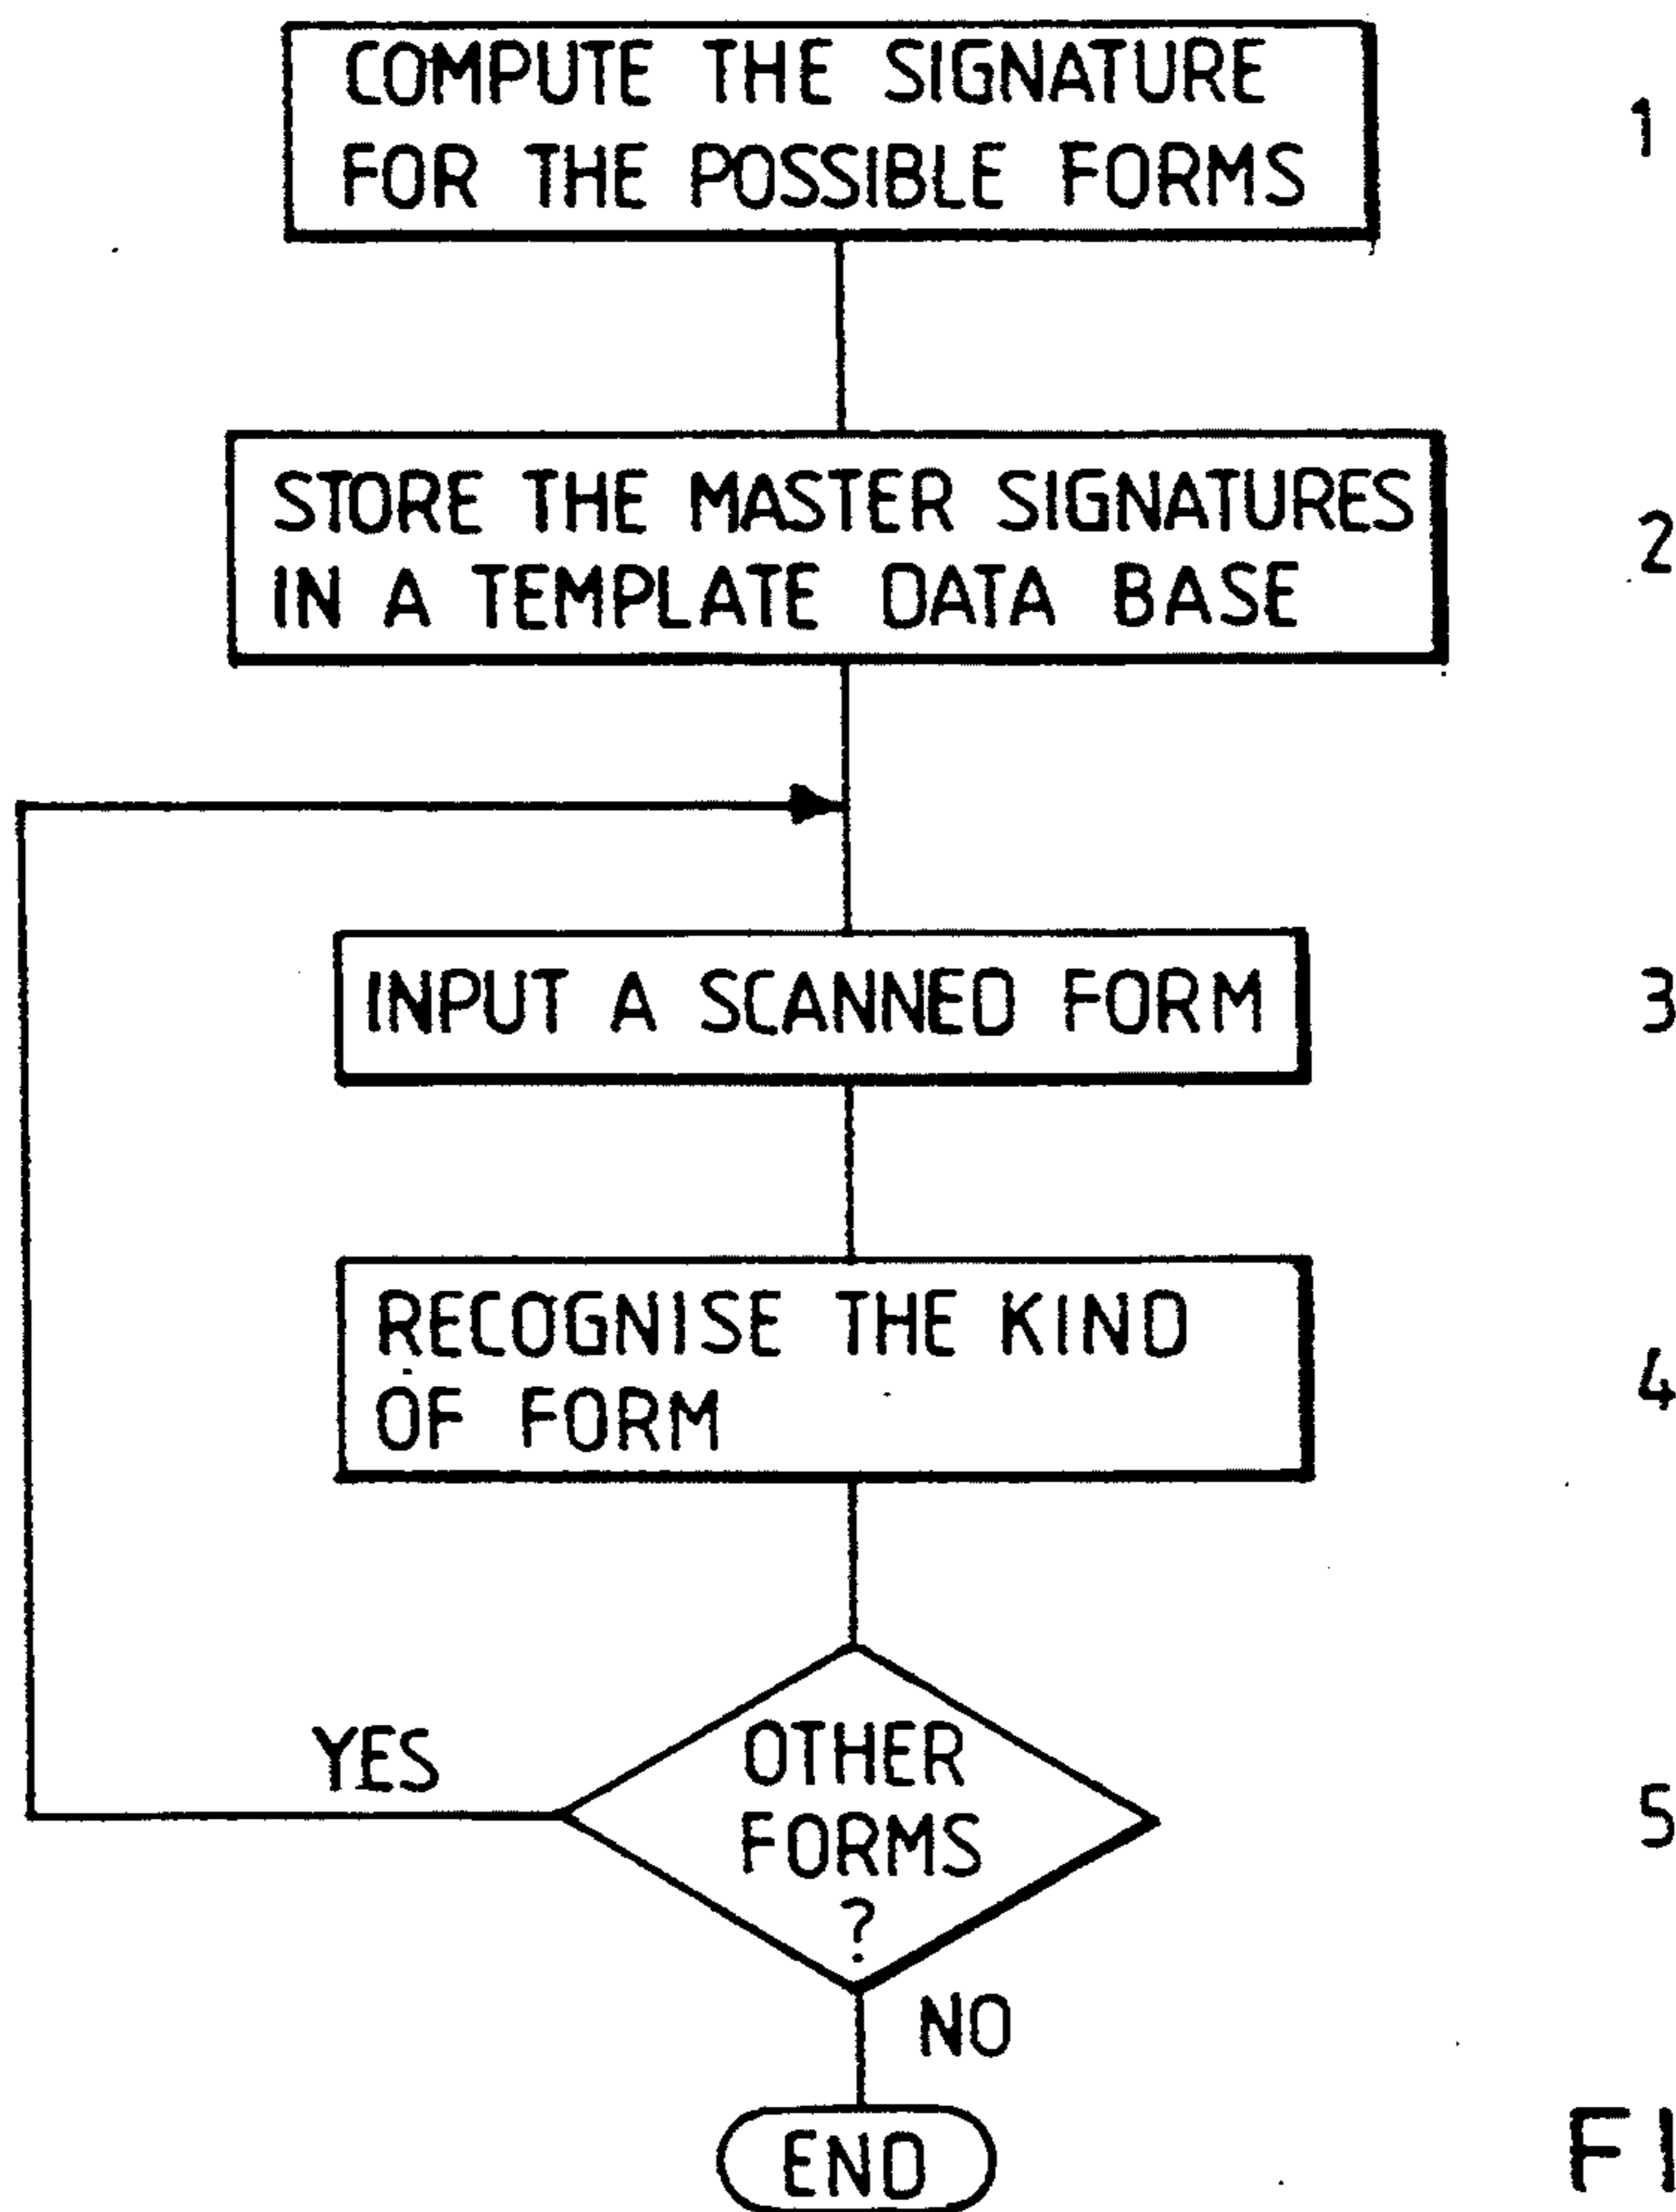 COMPUTE THE SIGNATURE
FOR THE POSSIBLE FORMS
1
STORE THE MASTER SIGNATURES
IN A TEMPLATE DATA BASE
2
INPUT A SCANNED FORM
3
RECOGNISE THE KIND
OF FORM
4
YES
OTHER
FORMS
?
5
NO
END